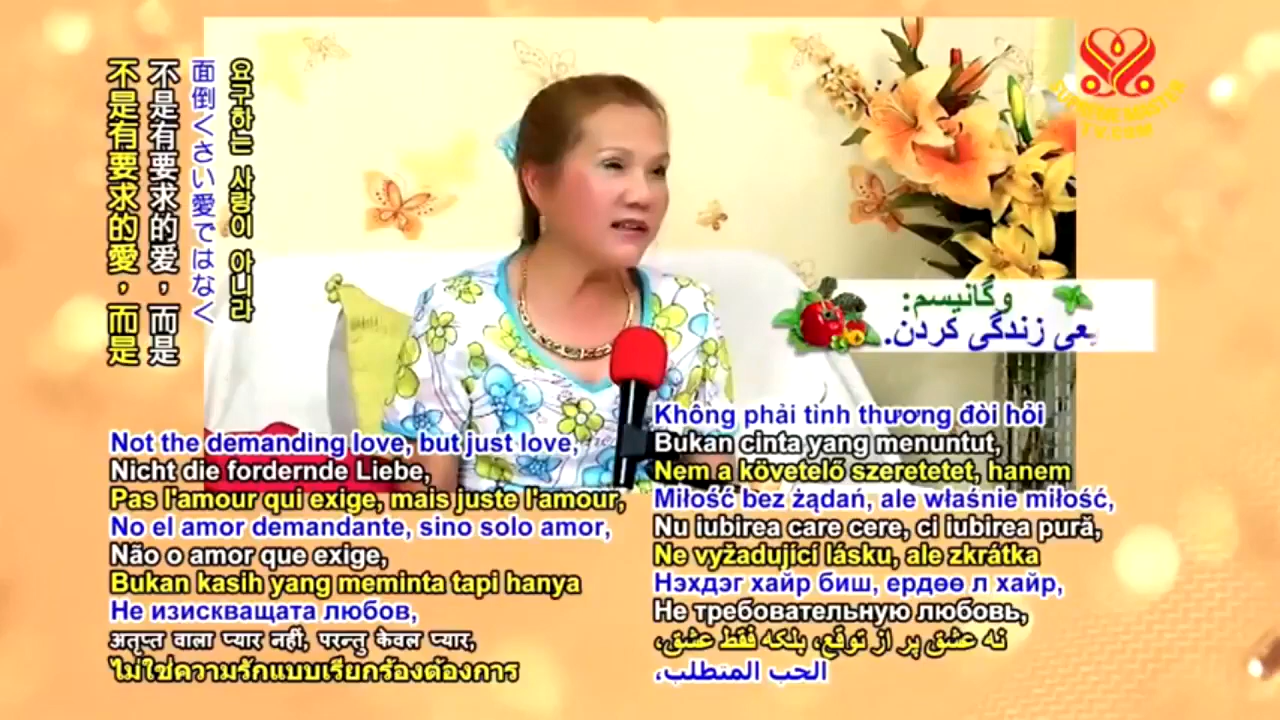 不是有要求的愛，而是
不是有要求的爱，而是
面倒くさい愛ではなく
요구하는 사랑이 아니라
SUPREME MASTER
TV.COM
وگانیسم:
یعی زندگی کردن.
Not the demanding love, but just love,
Nicht die fordernde Liebe,
Pas l'amour qui exige, mais juste l'amour,
No el amor demandante, sino solo amor,
Não o amor que exige,
Bukan kasih yang meminta tapi hanya
Не изискващата любов,
अतृप्त वाला प्यार नहीं, परन्तु केवल प्यार,
ไม่ใช่ความรักแบบเรียกร้องต้องการ
Không phải tình thương đòi hỏi
Bukan cinta yang menuntut,
Nem a követelő szeretetet, hanem
Miłość bez żądań, ale właśnie miłość,
Nu iubirea care cere, ci iubirea pură,
Ne vyžadující lásku, ale zkrátka
Нэхдэг хайр биш, ердөө л хайр,
Не требовательную любовь,
نه عشق پر از توقع، بلکه فقط عشق،
الحب المتطلب،